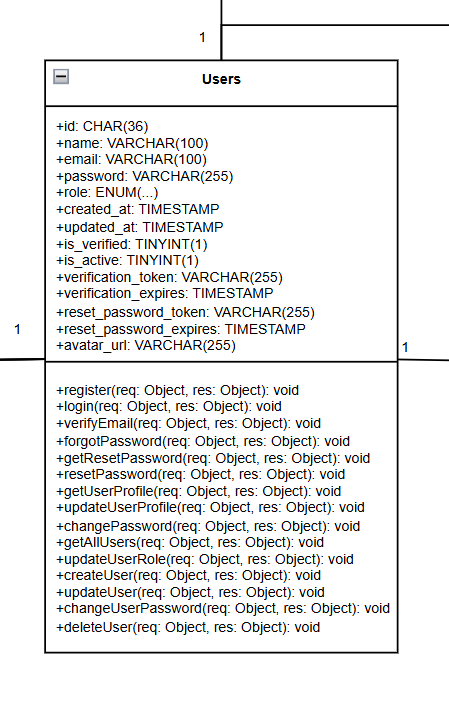 1
Users
+id: CHAR(36)
+name: VARCHAR(100)
+email: VARCHAR(100)
+password: VARCHAR(255)
+role: ENUM(...)
+created_at: TIMESTAMP
+updated_at: TIMESTAMP
+is_verified: TINYINT(1)
+is_active: TINYINT(1)
+verification_token: VARCHAR(255)
+verification_expires: TIMESTAMP
+reset_password_token: VARCHAR(255)
+reset_password_expires: TIMESTAMP
+avatar_url: VARCHAR(255)
1
1
+register(req: Object, res: Object): void
+login(req: Object, res: Object): void
+verifyEmail(req: Object, res: Object): void
+forgotPassword(req: Object, res: Object): void
+getResetPassword(req: Object, res: Object): void
+resetPassword(req: Object, res: Object): void
+getUserProfile(req: Object, res: Object): void
+updateUserProfile(req: Object, res: Object): void
+changePassword(req: Object, res: Object): void
+getAllUsers(req: Object, res: Object): void
+updateUserRole(req: Object, res: Object): void
+createUser(req: Object, res: Object): void
+updateUser(req: Object, res: Object): void
+changeUserPassword(req: Object, res: Object): void
+deleteUser(req: Object, res: Object): void